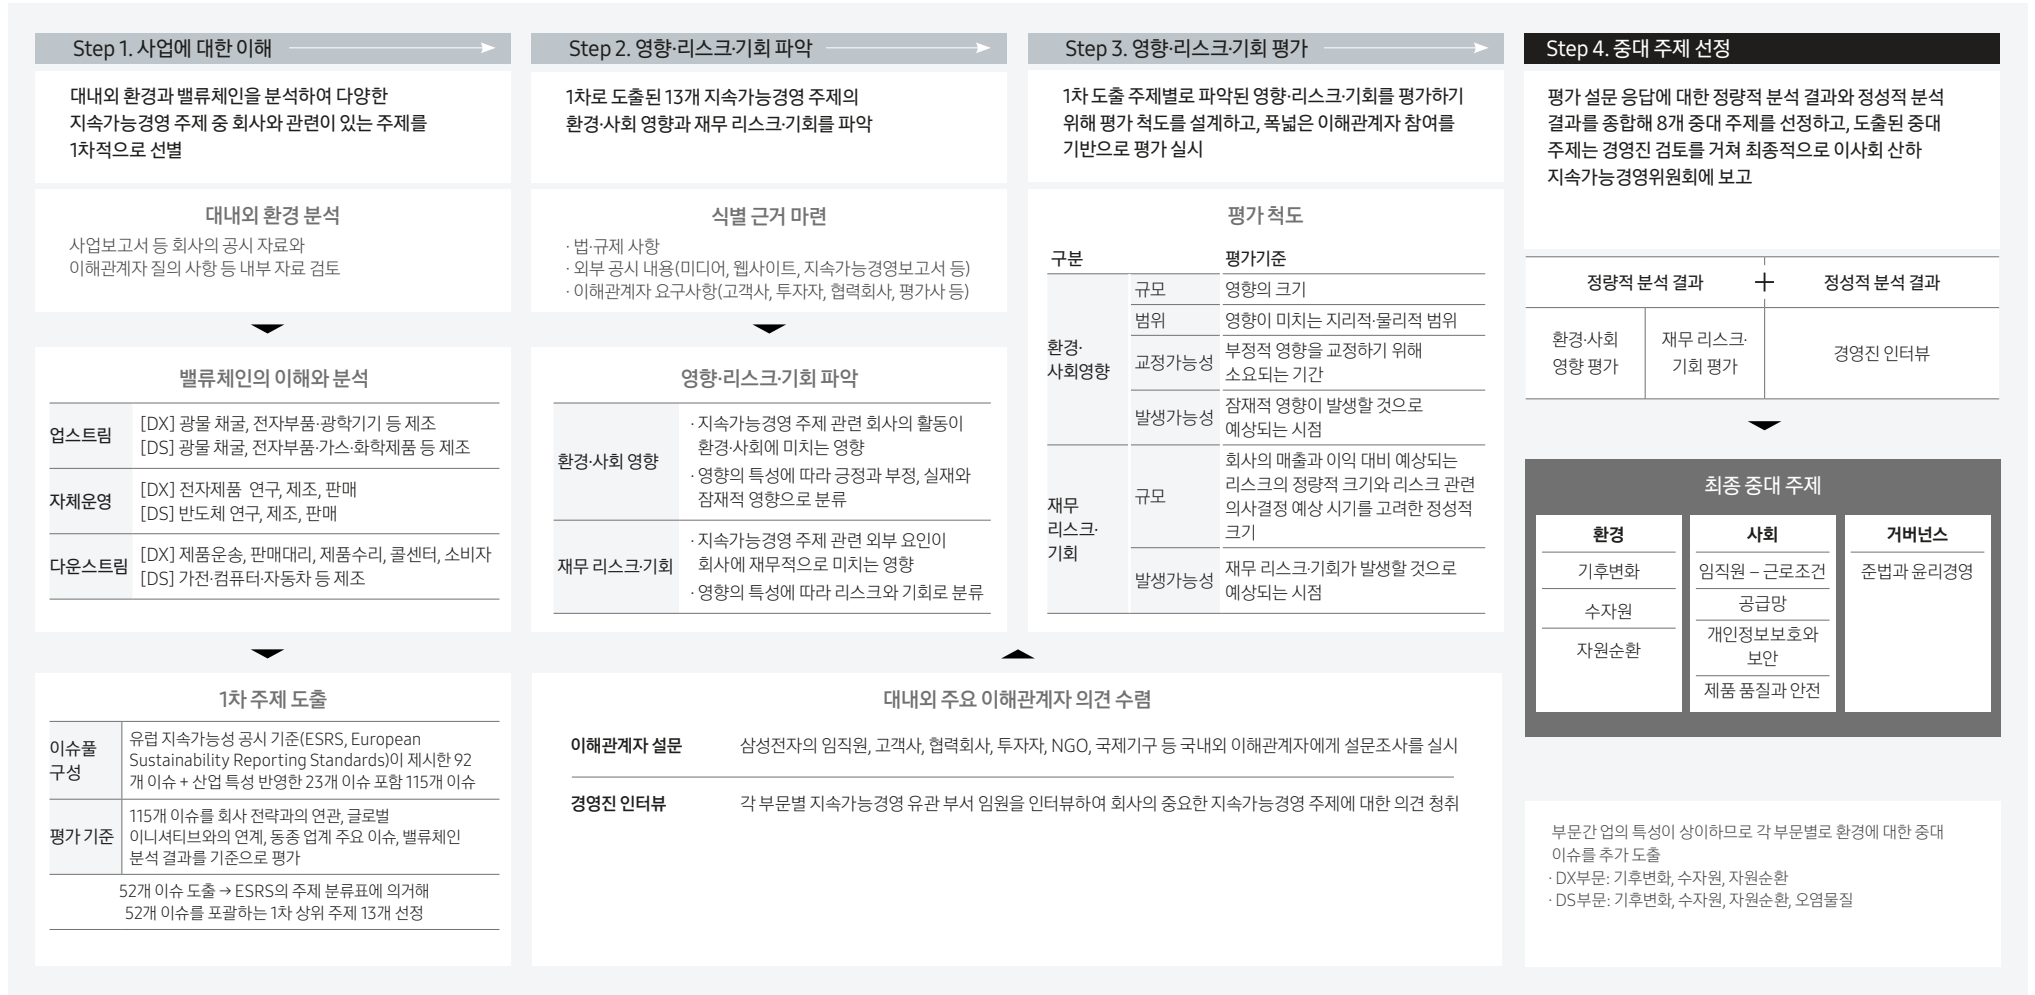 Step 1. 사업에 대한 이해
대내외 환경과 밸류체인을 분석하여 다양한
지속가능경영 주제 중 회사와 관련이 있는 주제를
1차적으로 선별
대내외 환경 분석
사업보고서 등 회사의 공시 자료와
이해관계자 질의 사항 등 내부 자료 검토
밸류체인의 이해와 분석
업스트림
[DX] 광물 채굴, 전자부품·광학기기 등 제조
[DS] 광물 채굴, 전자부품·가스·화학제품 등 제조
자체운영
[DX] 전자제품 연구, 제조, 판매
[DS] 반도체 연구, 제조, 판매
다운스트림
[DX] 제품운송, 판매대리, 제품수리, 콜센터, 소비자
[DS] 가전·컴퓨터·자동차 등 제조
1차 주제 도출
이슈풀
구성
유럽 지속가능성 공시 기준(ESRS, European
Sustainability Reporting Standards)이 제시한 92
개 이슈 + 산업 특성 반영한 23개 이슈 포함 115개 이슈
평가 기준
115개 이슈를 회사 전략과의 연관, 글로벌
이니셔티브와의 연계, 동종 업계 주요 이슈, 밸류체인
분석 결과를 기준으로 평가
52개 이슈 도출 → ESRS의 주제 분류표에 의거해
52개 이슈를 포괄하는 1차 상위 주제 13개 선정
Step 2. 영향·리스크·기회 파악
1차로 도출된 13개 지속가능경영 주제의
환경·사회 영향과 재무 리스크·기회를 파악
식별 근거 마련
· 법·규제 사항
· 외부 공시 내용(미디어, 웹사이트, 지속가능경영보고서 등)
· 이해관계자 요구사항(고객사, 투자자, 협력회사, 평가사 등)
영향·리스크·기회 파악
환경·사회 영향
· 지속가능경영 주제 관련 회사의 활동이
환경·사회에 미치는 영향
· 영향의 특성에 따라 긍정과 부정, 실재와
잠재적 영향으로 분류
재무 리스크·기회
· 지속가능경영 주제 관련 외부 요인이
회사에 재무적으로 미치는 영향
· 영향의 특성에 따라 리스크와 기회로 분류
Step 3. 영향·리스크·기회 평가
1차 도출 주제별로 파악된 영향·리스크·기회를 평가하기
위해 평가 척도를 설계하고, 폭넓은 이해관계자 참여를
기반으로 평가 실시
평가 척도
구분
평가기준
환경·
사회영향
규모
영향의 크기
범위
영향이 미치는 지리적·물리적 범위
교정가능성
부정적 영향을 교정하기 위해
소요되는 기간
발생가능성
잠재적 영향이 발생할 것으로
예상되는 시점
재무
리스크·
기회
규모
회사의 매출과 이익 대비 예상되는
리스크의 정량적 크기와 리스크 관련
의사결정 예상 시기를 고려한 정성적
크기
발생가능성
재무 리스크·기회가 발생할 것으로
예상되는 시점
대내외 주요 이해관계자 의견 수렴
이해관계자 설문
삼성전자의 임직원, 고객사, 협력회사, 투자자, NGO, 국제기구 등 국내외 이해관계자에게 설문조사를 실시
경영진 인터뷰
각 부문별 지속가능경영 유관 부서 임원을 인터뷰하여 회사의 중요한 지속가능경영 주제에 대한 의견 청취
Step 4. 중대 주제 선정
평가 설문 응답에 대한 정량적 분석 결과와 정성적 분석
결과를 종합해 8개 중대 주제를 선정하고, 도출된 중대
주제는 경영진 검토를 거쳐 최종적으로 이사회 산하
지속가능경영위원회에 보고
정량적 분석 결과 + 정성적 분석 결과
환경·사회
영향 평가
재무 리스크·
기회 평가
경영진 인터뷰
최종 중대 주제
환경
기후변화
수자원
자원순환
사회
임직원 – 근로조건
공급망
개인정보보호와
보안
제품 품질과 안전
거버넌스
준법과 윤리경영
부문간 업의 특성이 상이하므로 각 부문별로 환경에 대한 중대
이슈를 추가 도출
· DX부문: 기후변화, 수자원, 자원순환
· DS부문: 기후변화, 수자원, 자원순환, 오염물질